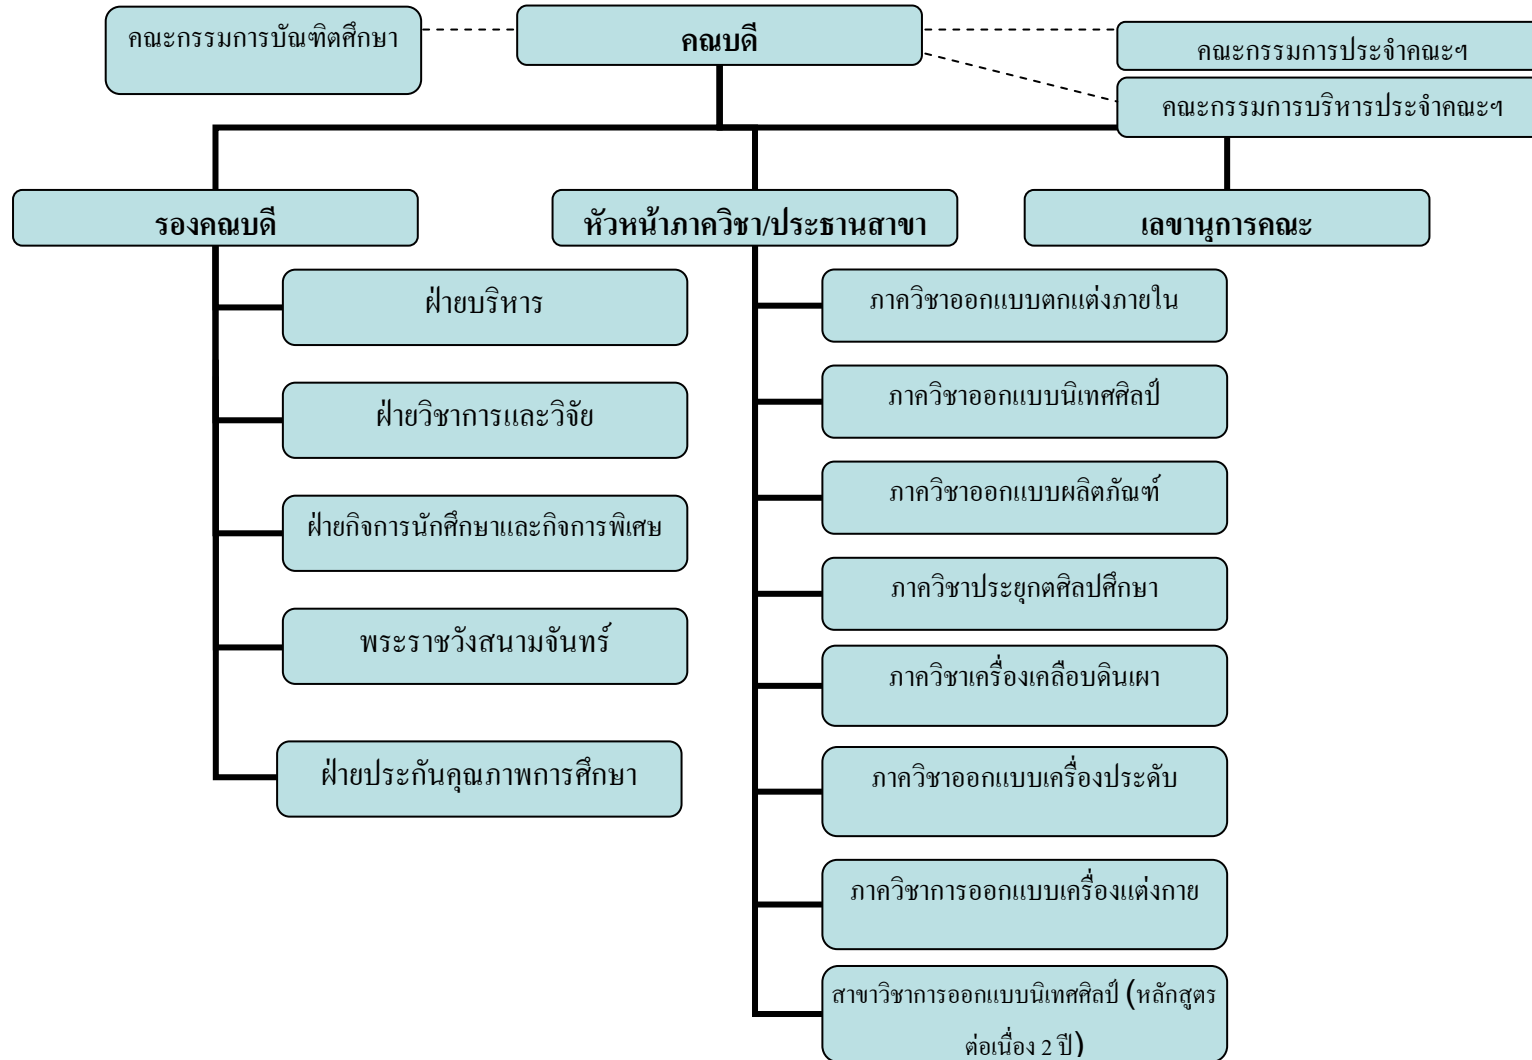 คณะกรรมการบัณฑิตศึกษา
คณบดี
คณะกรรมการประจำคณะฯ
คณะกรรมการบริหารประจำคณะฯ
รองคณบดี
หัวหน้าภาควิชา/ประธานสาขา
เลขานุการคณะ
ฝ่ายบริหาร
ฝ่ายวิชาการและวิจัย
ฝ่ายกิจการนักศึกษาและกิจการพิเศษ
พระราชวังสนามจันทร์
ฝ่ายประกันคุณภาพการศึกษา
ภาควิชาออกแบบตกแต่งภายใน
ภาควิชาออกแบบนิเทศศิลป์
ภาควิชาออกแบบผลิตภัณฑ์
ภาควิชาประยุกตศิลปศึกษา
ภาควิชาเครื่องเคลือบดินเผา
ภาควิชาออกแบบเครื่องประดับ
ภาควิชาการออกแบบเครื่องแต่งกาย
สาขาวิชาการออกแบบนิเทศศิลป์ (หลักสูตร
ต่อเนื่อง 2 ปี)